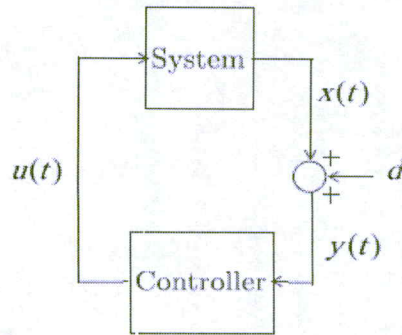 System
x(t)
+
d
u(t)
+
y(t)
Controller